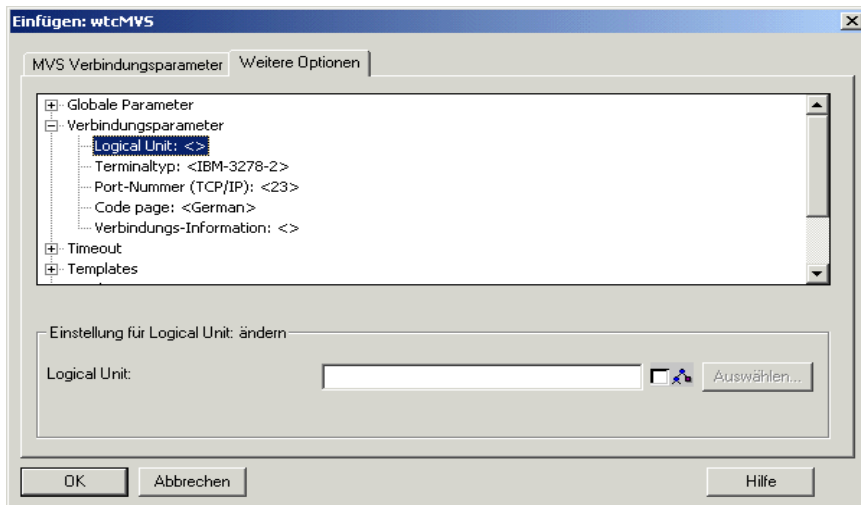 Einfügen: wtcMVS
MVS Verbindungsparameter Weitere Optionen
Globale Parameter
Verbindungsparameter
Logical Unit: <>
Terminaltyp: <IBM-3278-2>
Port-Nummer (TCP/IP): <23>
Code page: <German>
Verbindungs-Information: <>
Timeout
Templates
Einstellung für Logical Unit: ändern
Logical Unit: Auswählen...
OK Abbrechen Hilfe